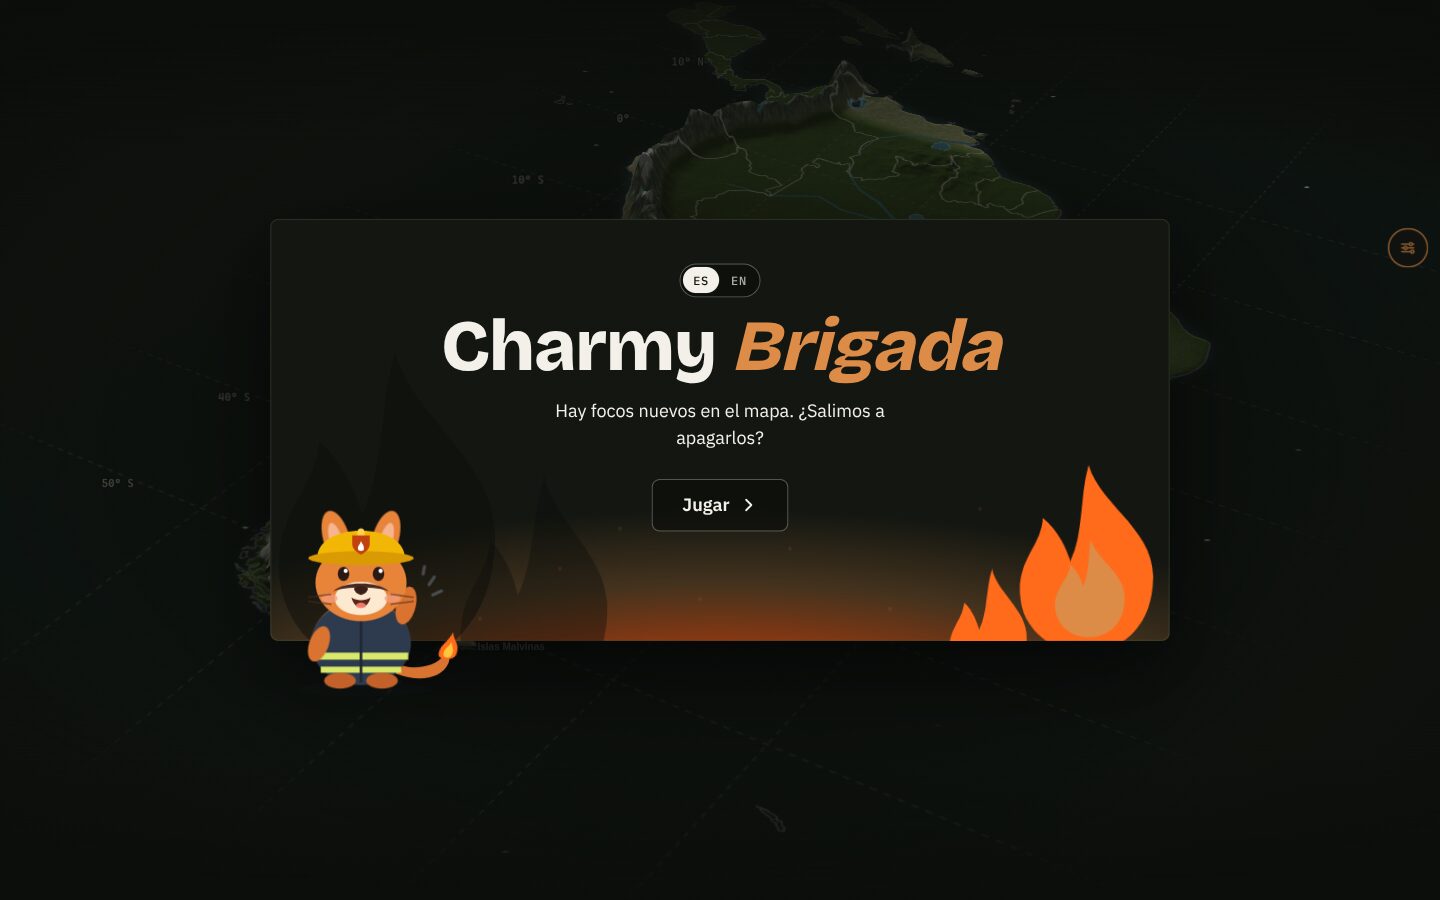 10° N
0°
10° S
ES EN
Charmy Brigada
40° S
Hay focos nuevos en el mapa. ¿Salimos a
apagarlos?
50° S
Jugar
Islas Malvinas